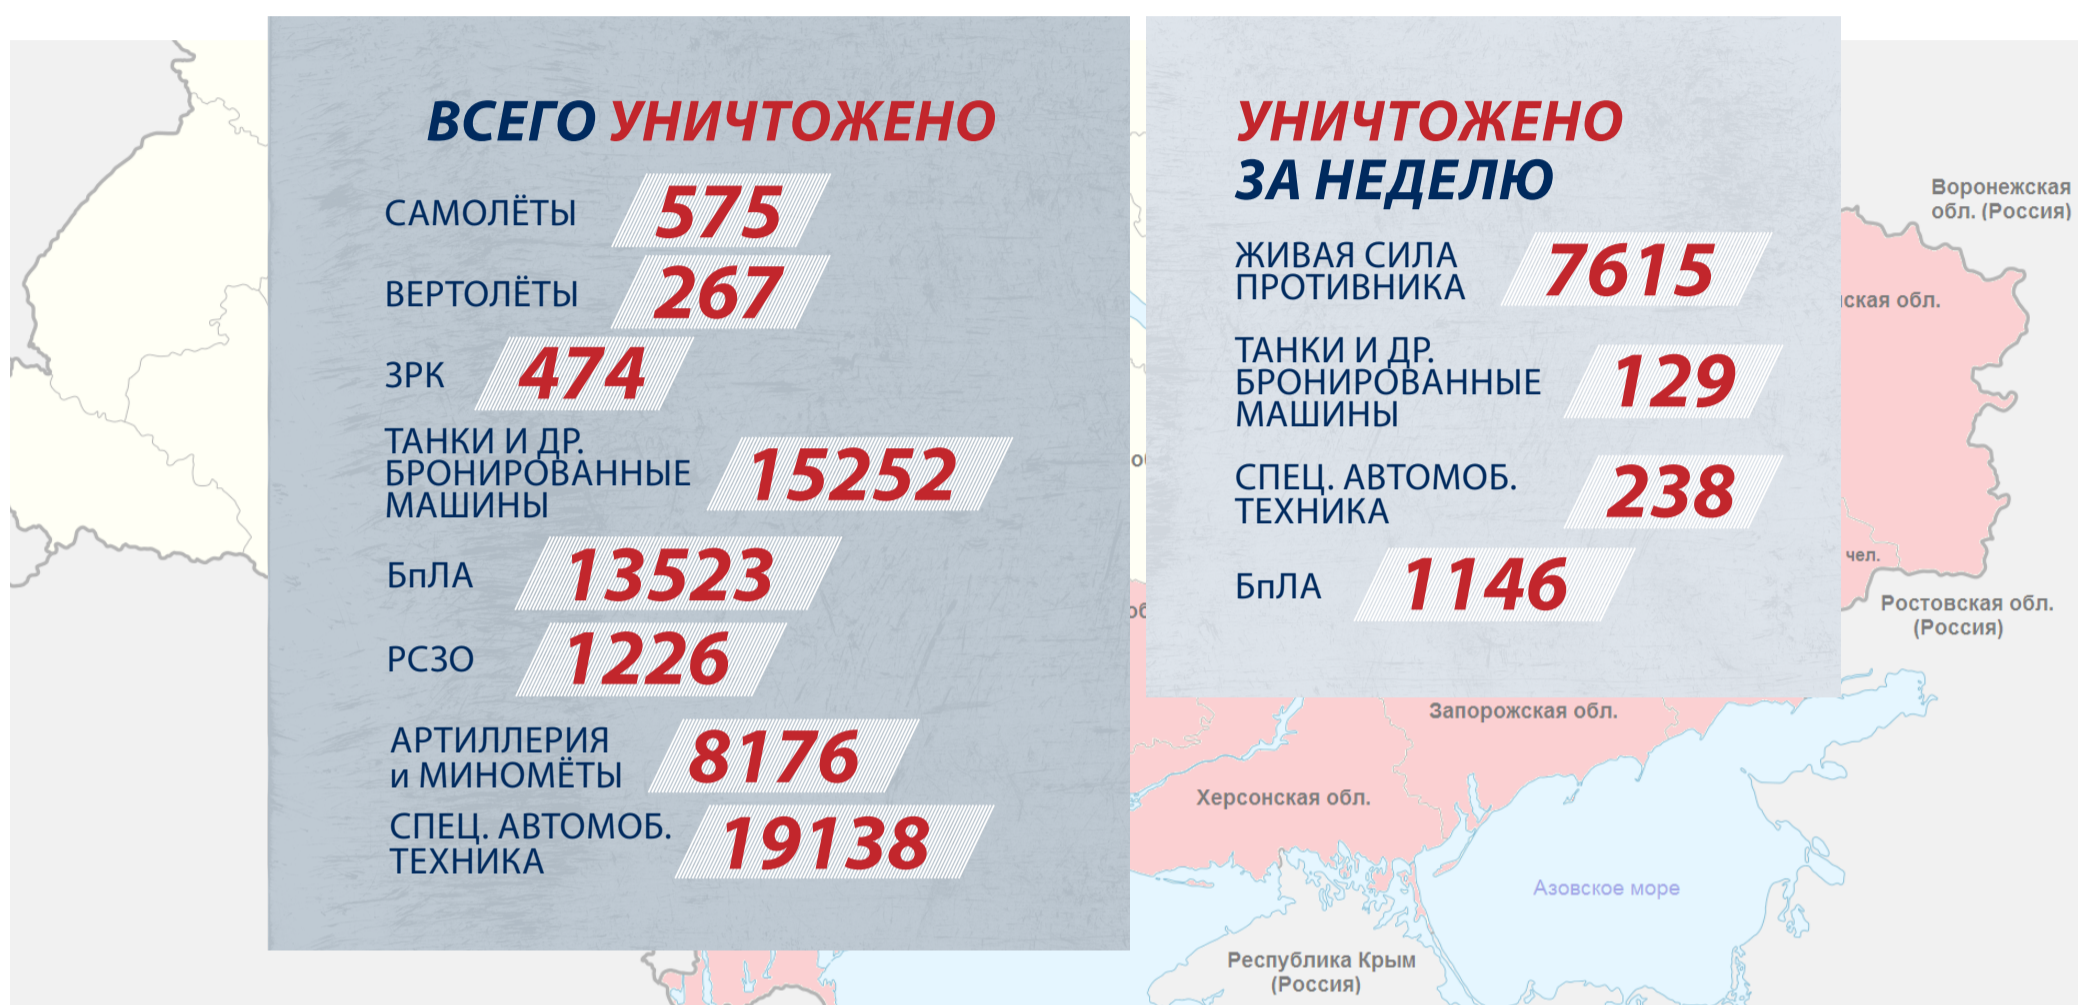 ВСЕГО УНИЧТОЖЕНО
САМОЛЁТЫ 575
ВЕРТОЛЁТЫ 267
ЗРК 474
ТАНКИ И ДР.
БРОНИРОВАННЫЕ
МАШИНЫ 15252
БпЛА 13523
РСЗО 1226
АРТИЛЛЕРИЯ
и МИНОМЁТЫ 8176
СПЕЦ. АВТОМОБ.
ТЕХНИКА 19138
УНИЧТОЖЕНО
ЗА НЕДЕЛЮ
ЖИВАЯ СИЛА
ПРОТИВНИКА 7615
ТАНКИ И ДР.
БРОНИРОВАННЫЕ
МАШИНЫ 129
СПЕЦ. АВТОМОБ.
ТЕХНИКА 238
БпЛА 1146
Воронежская
обл. (Россия)
обл.
чел.
Ростовская обл.
(Россия)
Запорожская обл.
Херсонская обл.
Азовское море
Республика Крым
(Россия)